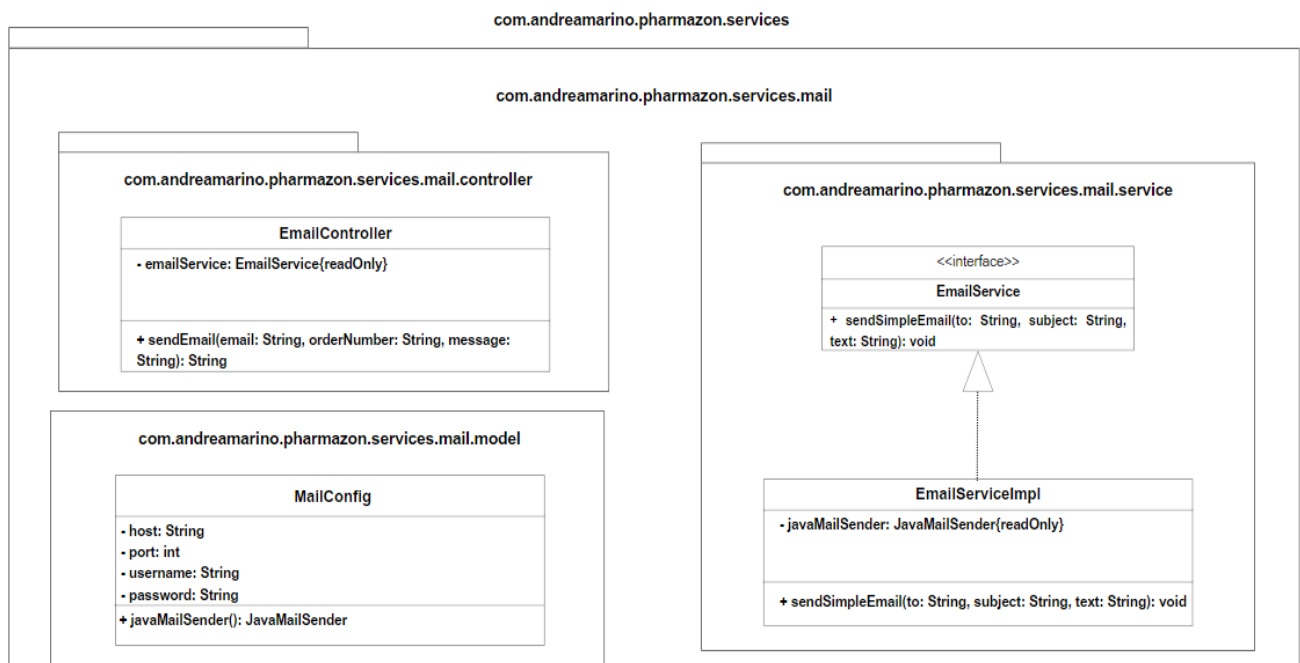 com.andreamarino.pharmazon.services
com.andreamarino.pharmazon.services.mail
com.andreamarino.pharmazon.services.mail.controller
EmailController
- emailService: EmailService{readOnly}
+ sendEmail(email: String, orderNumber: String, message:
String): String
com.andreamarino.pharmazon.services.mail.model
MailConfig
- host: String
- port: int
- username: String
- password: String
+ javaMailSender(): JavaMailSender
com.andreamarino.pharmazon.services.mail.service
<<interface>>
EmailService
+ sendSimpleEmail(to: String, subject: String,
text: String): void
EmailServiceImpl
- javaMailSender: JavaMailSender{readOnly}
+ sendSimpleEmail(to: String, subject: String, text: String): void